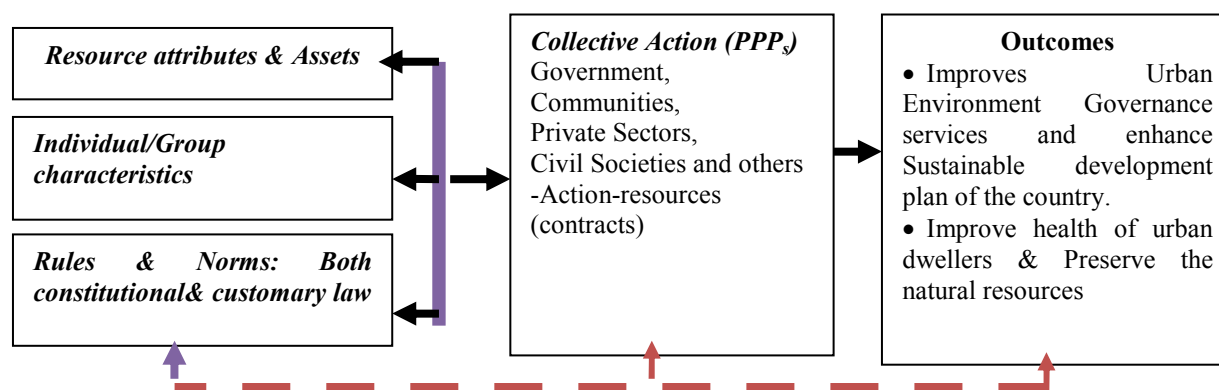 Resource attributes & Assets
Individual/Group
characteristics
Rules & Norms: Both
constitutional& customary law
Collective Action (PPPs)
Government,
Communities,
Private Sectors,
Civil Societies and others
-Action-resources
(contracts)
Outcomes
• Improves Urban
Environment Governance
services and enhance
Sustainable development
plan of the country.
• Improve health of urban
dwellers & Preserve the
natural resources